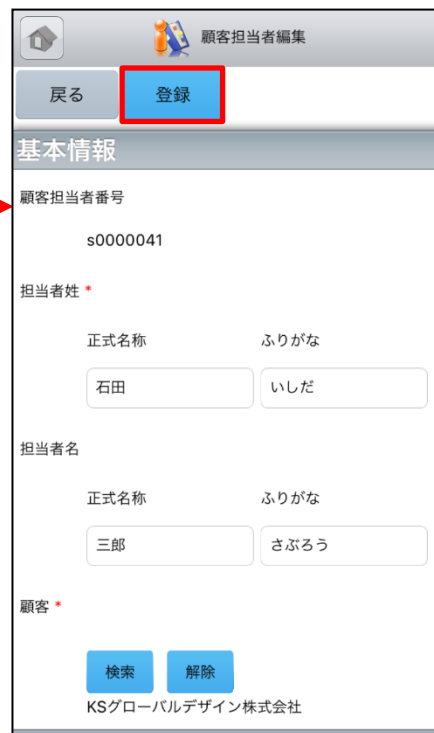 顧客担当者編集
戻る 登録
基本情報
顧客担当者番号
s0000041
担当者姓 *
正式名称 ふりがな
石田 いしだ
担当者名
正式名称 ふりがな
三郎 さぶろう
顧客 *
検索 解除
KSグローバルデザイン株式会社